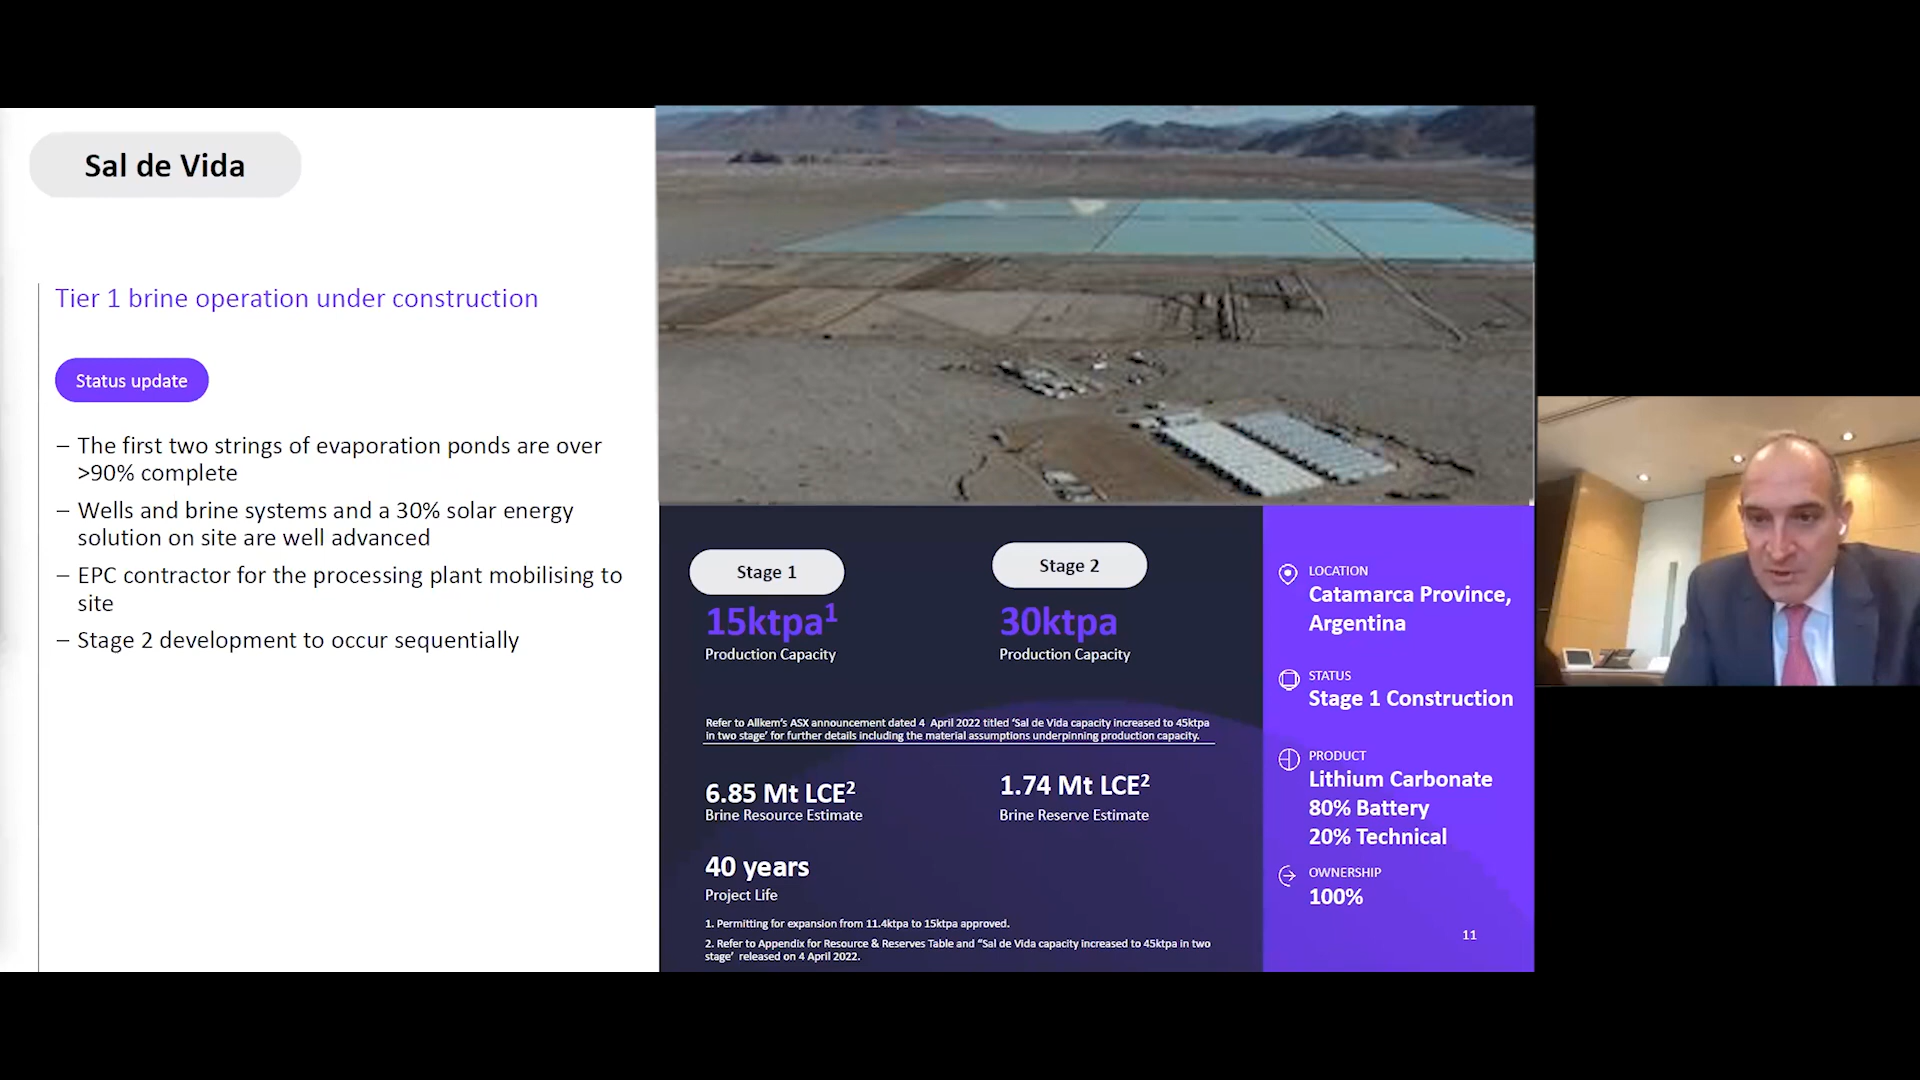 Sal de Vida
Tier 1 brine operation under construction
Status update
– The first two strings of evaporation ponds are over
>90% complete
– Wells and brine systems and a 30% solar energy
solution on site are well advanced
– EPC contractor for the processing plant mobilising to
site
– Stage 2 development to occur sequentially
Stage 1
15ktpa¹
Production Capacity
Stage 2
30ktpa
Production Capacity
Refer to Allkem's ASX announcement dated 4 April 2022 titled 'Sal de Vida capacity increased to 45ktpa
in two stage' for further details including the material assumptions underpinning production capacity.
6.85 Mt LCE²
Brine Resource Estimate
1.74 Mt LCE²
Brine Reserve Estimate
40 years
Project Life
1. Permitting for expansion from 11.4ktpa to 15ktpa approved.
2. Refer to Appendix for Resource & Reserves Table and "Sal de Vida capacity increased to 45ktpa in two
stage' released on 4 April 2022.
LOCATION
Catamarca Province,
Argentina
STATUS
Stage 1 Construction
PRODUCT
Lithium Carbonate
80% Battery
20% Technical
OWNERSHIP
100%
11